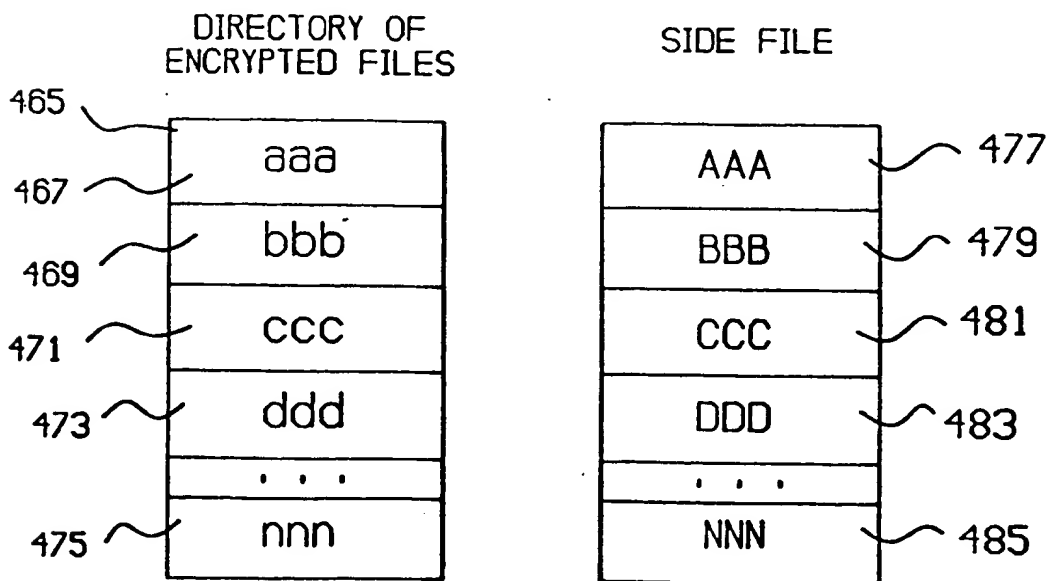 DIRECTORY OF
ENCRYPTED FILES
SIDE FILE
465
aaa
467
bbb
469
ccc
471
ddd
473
. . .
nnn
475
AAA
477
BBB
479
CCC
481
DDD
483
. . .
NNN
485